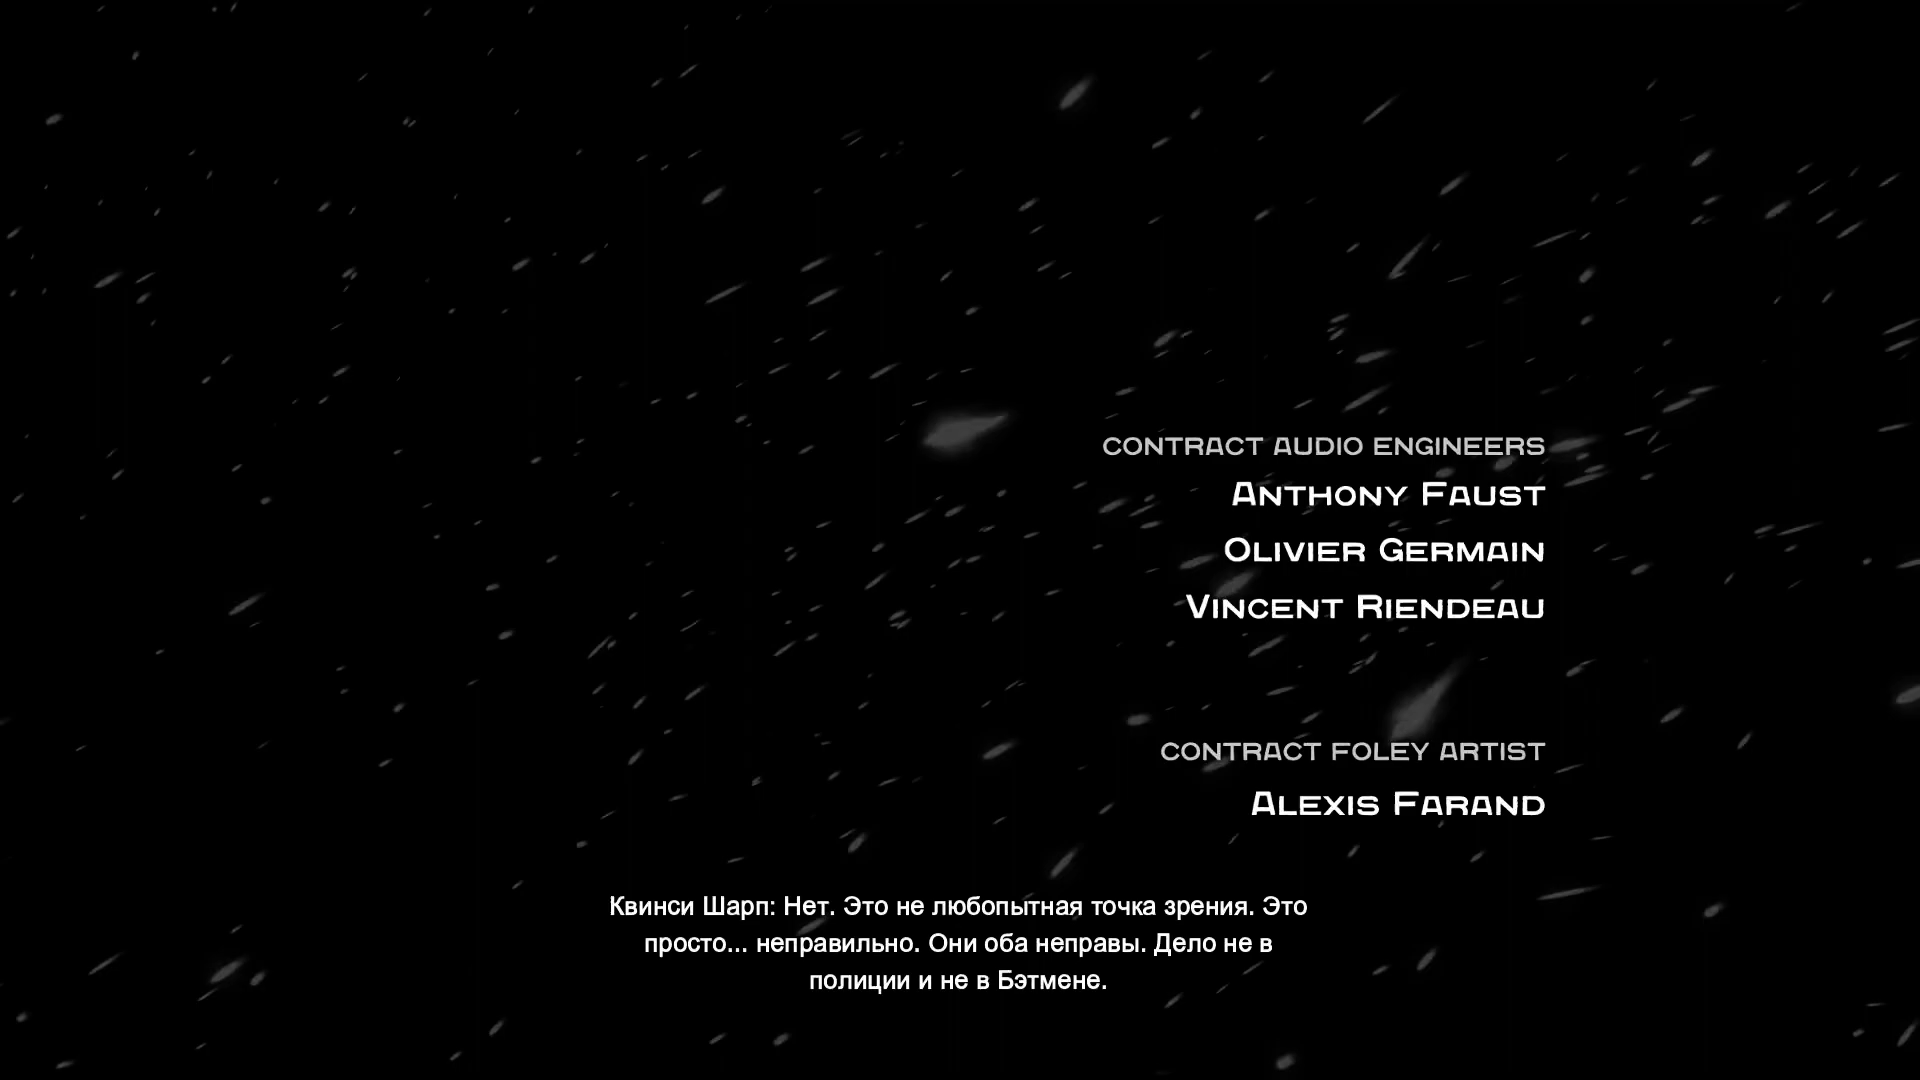 CONTRACT AUDIO ENGINEERS
ANTHONY FAUST
OLIVIER GERMAIN
VINCENT RIENDEAU
CONTRACT FOLEY ARTIST
ALEXIS FARAND
Квинси Шарп: Нет. Это не любопытная точка зрения. Это
просто... неправильно. Они оба неправы. Дело не в
полиции и не в Бэтмене.